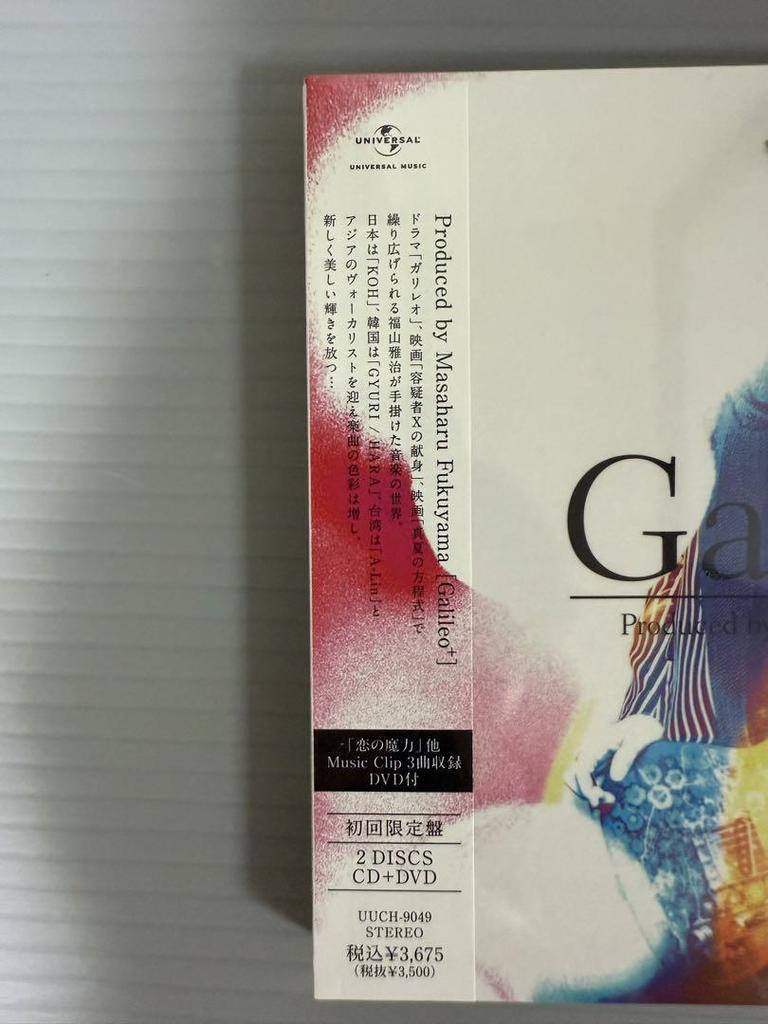 UNIVERSAL
UNIVERSAL MUSIC
Produced by Masaharu Fukuyama [Galileo⁺]
ドラマ「ガリレオ」、映画「容疑者Xの献身」、映画「真夏の方程式」で
繰り広げられる福山雅治が手掛けた音楽の世界。
日本は「KOH」、韓国は「GYURI / HARA」、台湾は「A-Lin」と
アジアのヴォーカリストを迎え楽曲の色彩は増し、
新しく美しい輝きを放つ…
「恋の魔力」他
Music Clip 3曲収録
DVD付
初回限定盤
2 DISCS
CD+DVD
UUCH-9049
STEREO
税込¥3,675
(税抜¥3,500)
Ga
Produced by